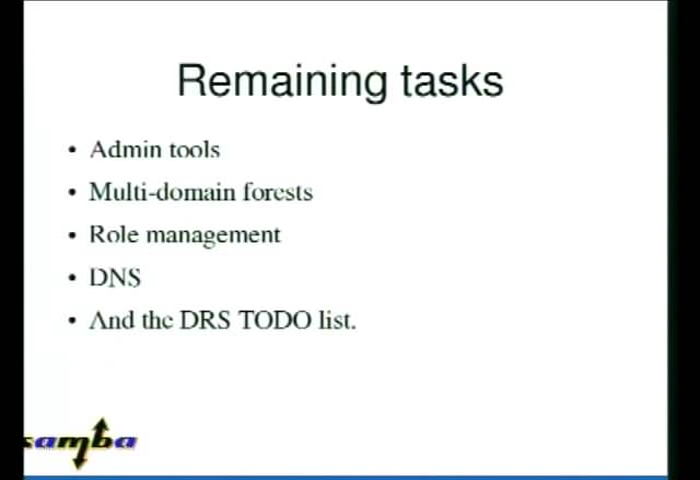 Remaining tasks
• Admin tools
• Multi-domain forests
• Role management
• DNS
• And the DRS TODO list.
samba